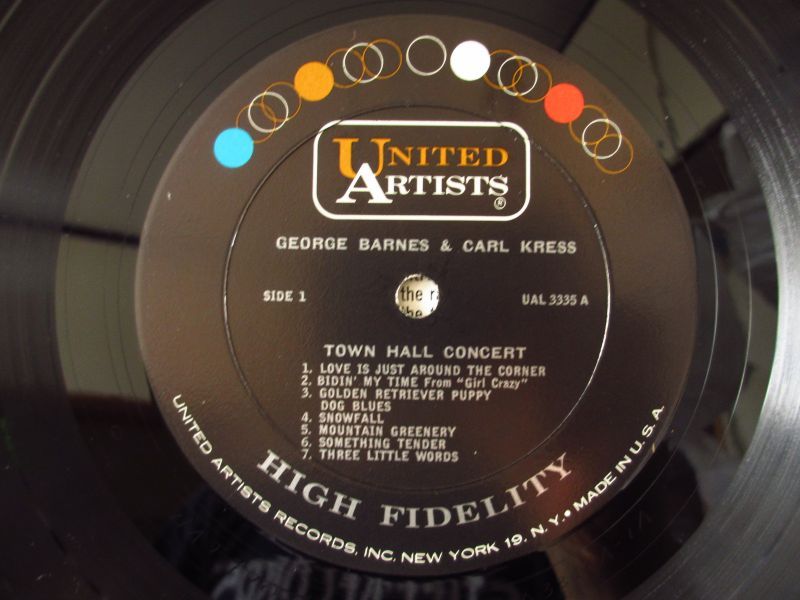 UNITED
ARTISTS
®
GEORGE BARNES & CARL KRESS
SIDE 1
UAL 3335 A
TOWN HALL CONCERT
1. LOVE IS JUST AROUND THE CORNER
2. BIDIN' MY TIME From "Girl Crazy"
3. GOLDEN RETRIEVER PUPPY
DOG BLUES
4. SNOWFALL
5. MOUNTAIN GREENERY
6. SOMETHING TENDER
7. THREE LITTLE WORDS
HIGH FIDELITY
UNITED ARTISTS RECORDS, INC. NEW YORK 19, N.Y. • MADE IN U.S.A.
the